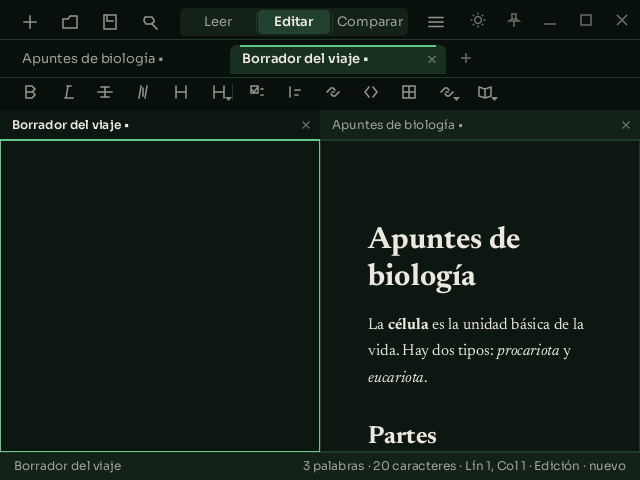 Leer Editar Comparar
Apuntes de biología • Borrador del viaje •
Borrador del viaje • Apuntes de biología •
Apuntes de
biología
La célula es la unidad básica de la
vida. Hay dos tipos: procariota y
eucariota.
Partes
Borrador del viaje 3 palabras · 20 caracteres · Lín 1, Col 1 · Edición · nuevo